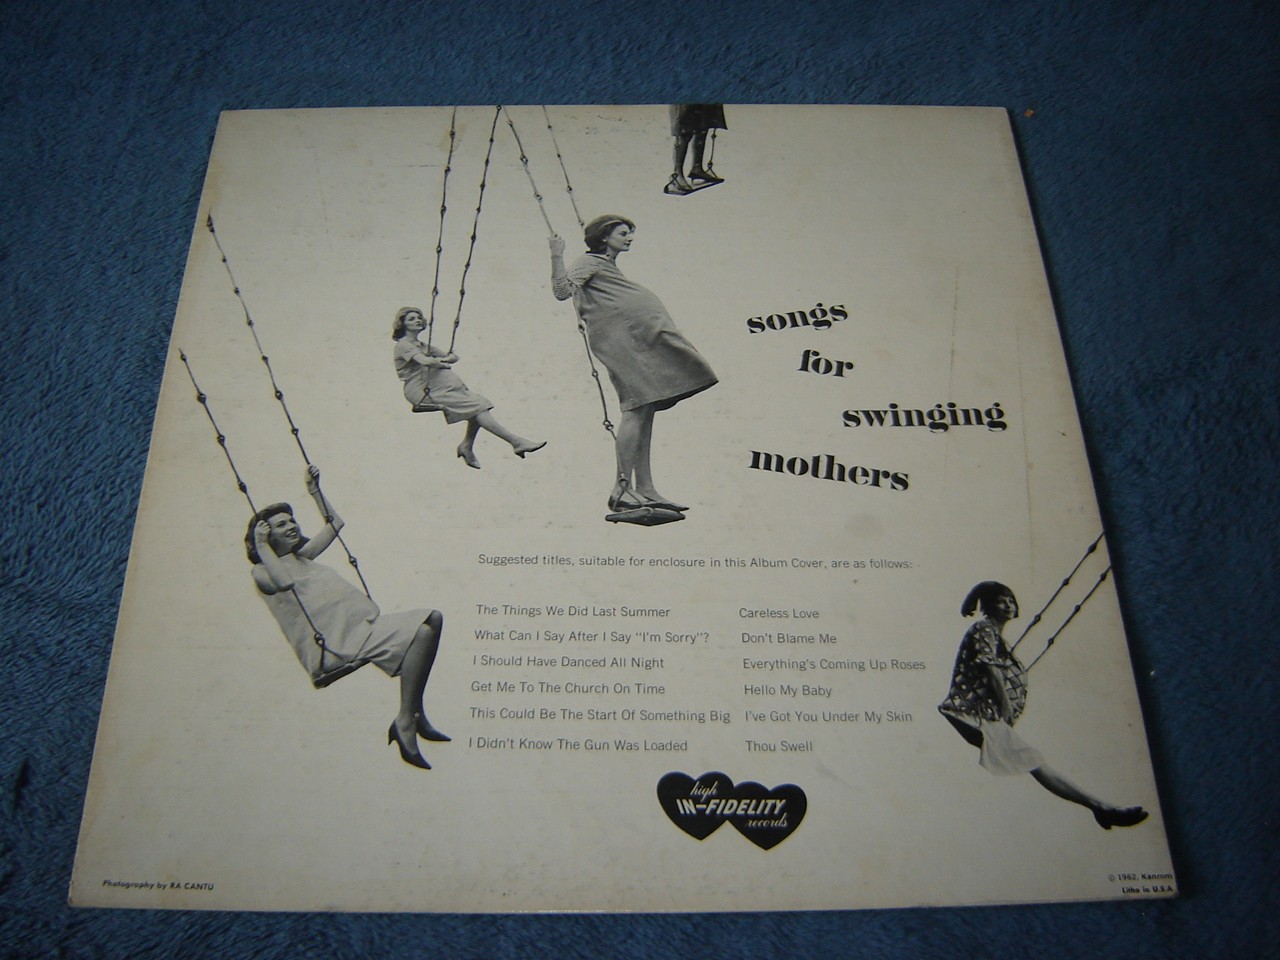 songs
for
swinging
mothers
Suggested titles, suitable for enclosure in this Album Cover, are as follows:
The Things We Did Last Summer
What Can I Say After I Say "I'm Sorry"?
I Should Have Danced All Night
Get Me To The Church On Time
This Could Be The Start Of Something Big
I Didn't Know The Gun Was Loaded
Careless Love
Don't Blame Me
Everything's Coming Up Roses
Hello My Baby
I've Got You Under My Skin
Thou Swell
high
IN-FIDELITY
records
Photography by RA CANTU
© 1962, Kanrom
Litho in U.S.A